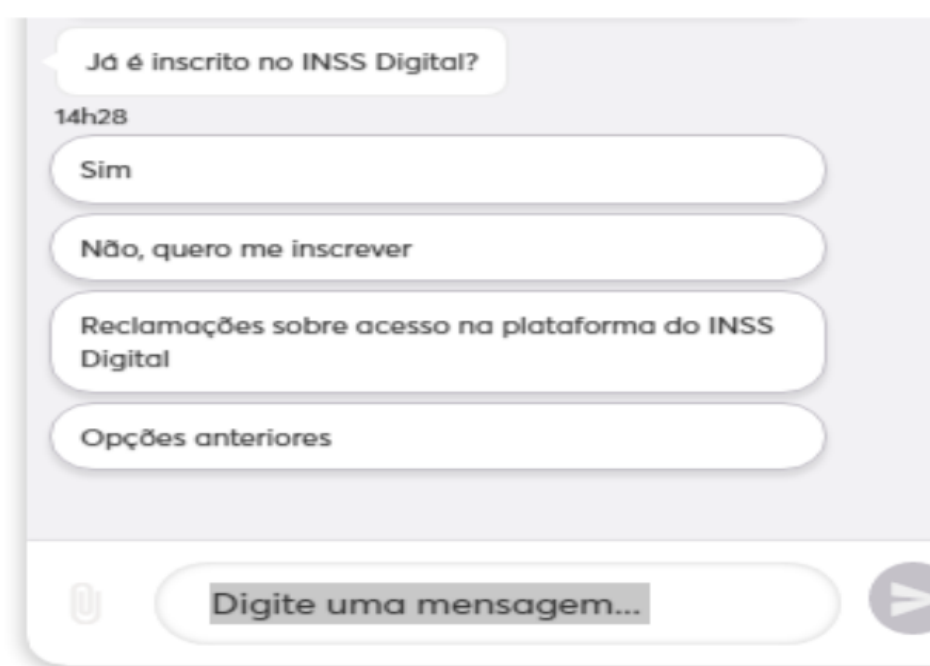 Já é inscrito no INSS Digital?
14h28
Sim
Não, quero me inscrever
Reclamações sobre acesso na plataforma do INSS
Digital
Opções anteriores
Digite uma mensagem...